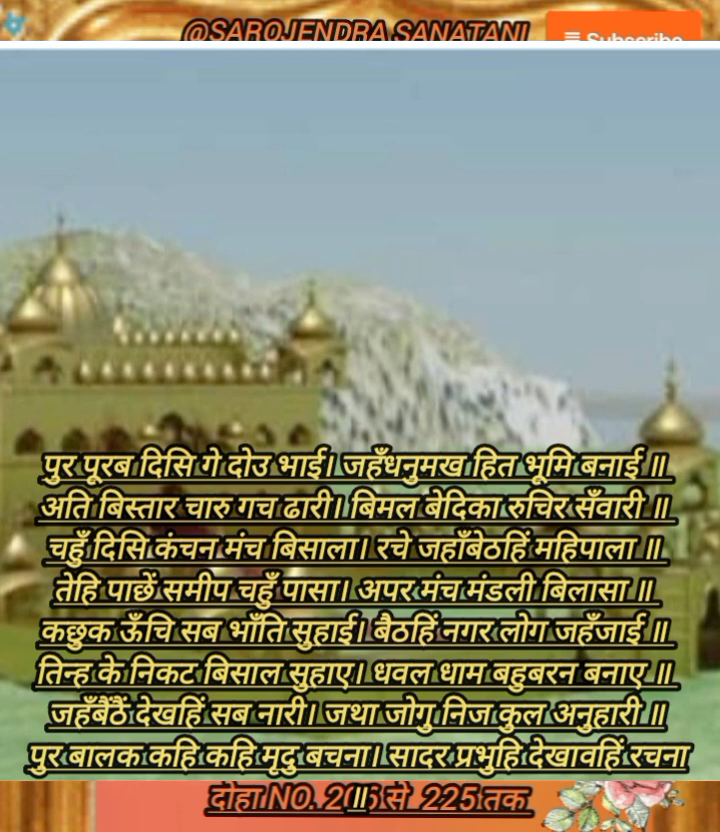 @SAROJENDRA SANATANI
पुर पूरब दिसि गे दोउ भाई। जहँधनुमख हित भूमि बनाई॥
अति बिस्तार चारु गच ढारी। बिमल बेदिका रुचिर सँवारी॥
चहुँ दिसि कंचन मंच बिसाला। रचे जहाँबेठहिं महिपाला॥
तेहि पाछें समीप चहुँ पासा। अपर मंच मंडली बिलासा॥
कछुक ऊँचि सब भाँति सुहाई। बैठहिं नगर लोग जहँजाई॥
तिन्ह के निकट बिसाल सुहाए। धवल धाम बहुबरन बनाए॥
जहँबैंठैं देखहिं सब नारी। जथा जोगु निज कुल अनुहारी॥
पुर बालक कहि कहि मृदु बचना। सादर प्रभुहि देखावहिं रचना
॥
दोहा NO. से 225 तक